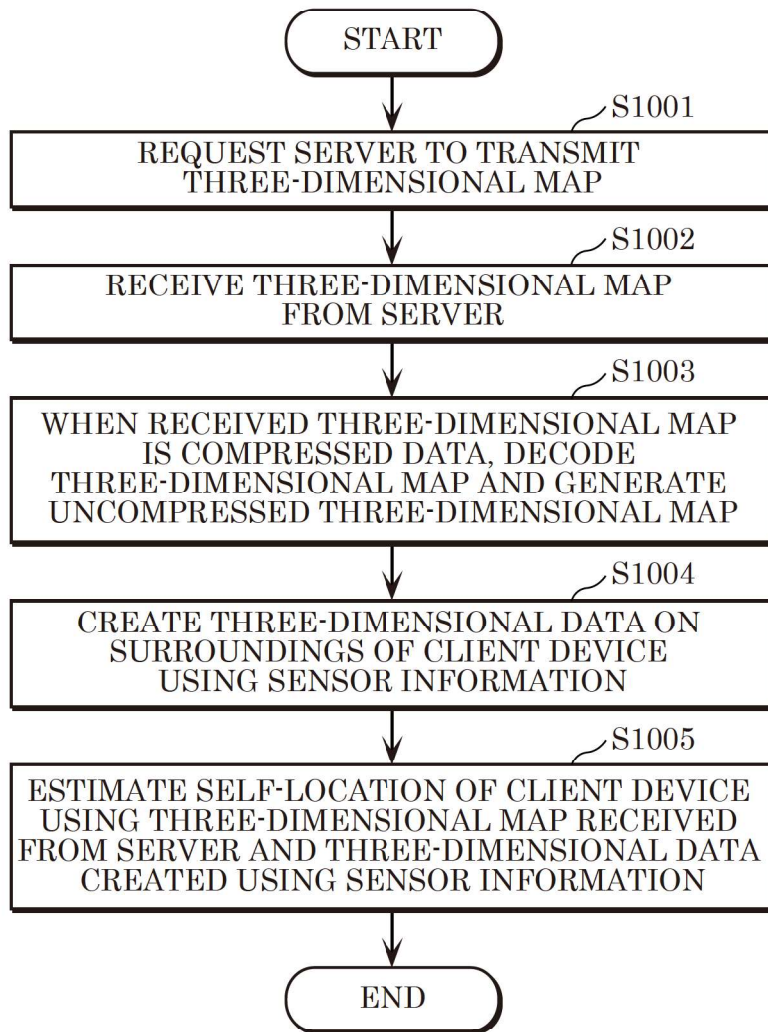 START
S1001
REQUEST SERVER TO TRANSMIT
THREE-DIMENSIONAL MAP
S1002
RECEIVE THREE-DIMENSIONAL MAP
FROM SERVER
S1003
WHEN RECEIVED THREE-DIMENSIONAL MAP
IS COMPRESSED DATA, DECODE
THREE-DIMENSIONAL MAP AND GENERATE
UNCOMPRESSED THREE-DIMENSIONAL MAP
S1004
CREATE THREE-DIMENSIONAL DATA ON
SURROUNDINGS OF CLIENT DEVICE
USING SENSOR INFORMATION
S1005
ESTIMATE SELF-LOCATION OF CLIENT DEVICE
USING THREE-DIMENSIONAL MAP RECEIVED
FROM SERVER AND THREE-DIMENSIONAL DATA
CREATED USING SENSOR INFORMATION
END